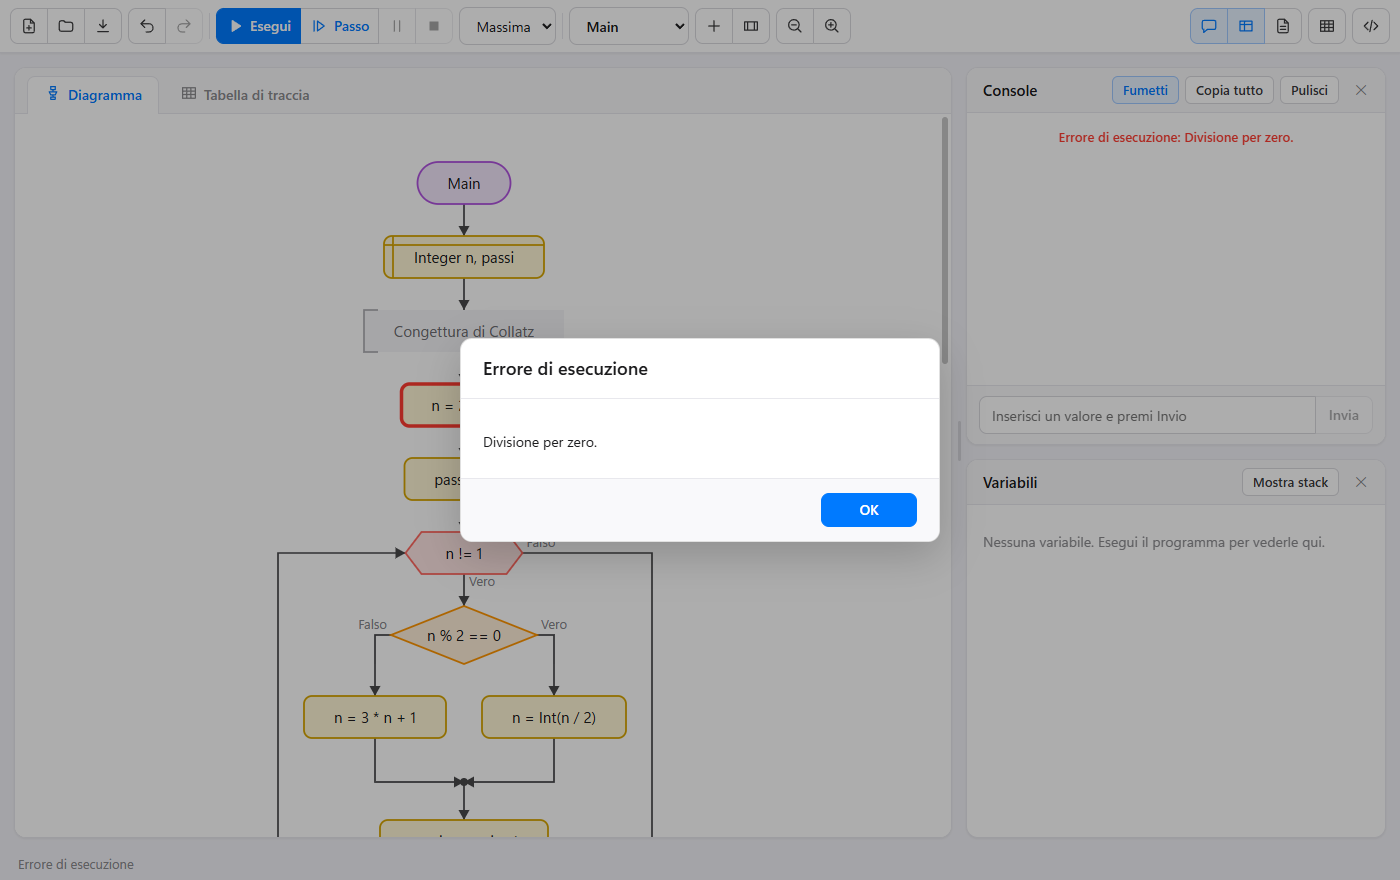 Esegui
Passo
Massima
Main
Diagramma
Tabella di traccia
Main
Integer n, passi
Congettura di Collatz
n =
pass
n != 1
Falso
Vero
n % 2 == 0
Falso
Vero
n = 3 * n + 1
n = Int(n / 2)
Errore di esecuzione
Divisione per zero.
OK
Console
Fumetti
Copia tutto
Pulisci
Errore di esecuzione: Divisione per zero.
Inserisci un valore e premi Invio
Invia
Variabili
Mostra stack
Nessuna variabile. Esegui il programma per vederle qui.
Errore di esecuzione